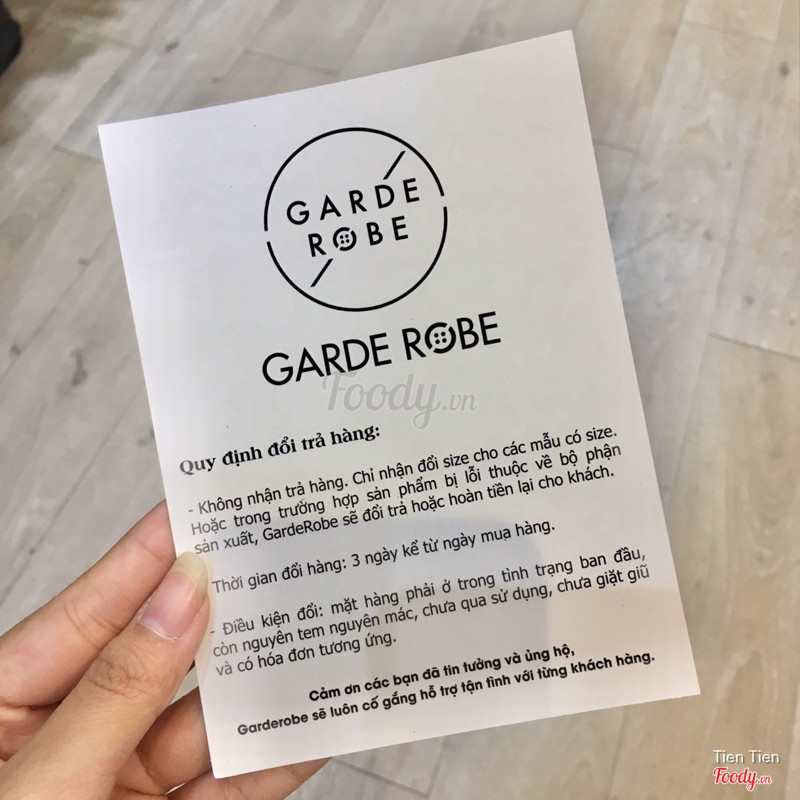 GARDE
ROBE
GARDE ROBE
Foody.vn
Quy định đổi trả hàng:
- Không nhận trả hàng. Chỉ nhận đổi size cho các mẫu có size.
Hoặc trong trường hợp sản phẩm bị lỗi thuộc về bộ phận
sản xuất, GardeRobe sẽ đổi trả hoặc hoàn tiền lại cho khách.
Thời gian đổi hàng: 3 ngày kể từ ngày mua hàng.
- Điều kiện đổi: mặt hàng phải ở trong tình trạng ban đầu,
còn nguyên tem nguyên mác, chưa qua sử dụng, chưa giặt giũ
và có hóa đơn tương ứng.
Cảm ơn các bạn đã tin tưởng và ủng hộ,
Garderobe sẽ luôn cố gắng hỗ trợ tận tình với từng khách hàng.
Tien Tien
Foody.vn